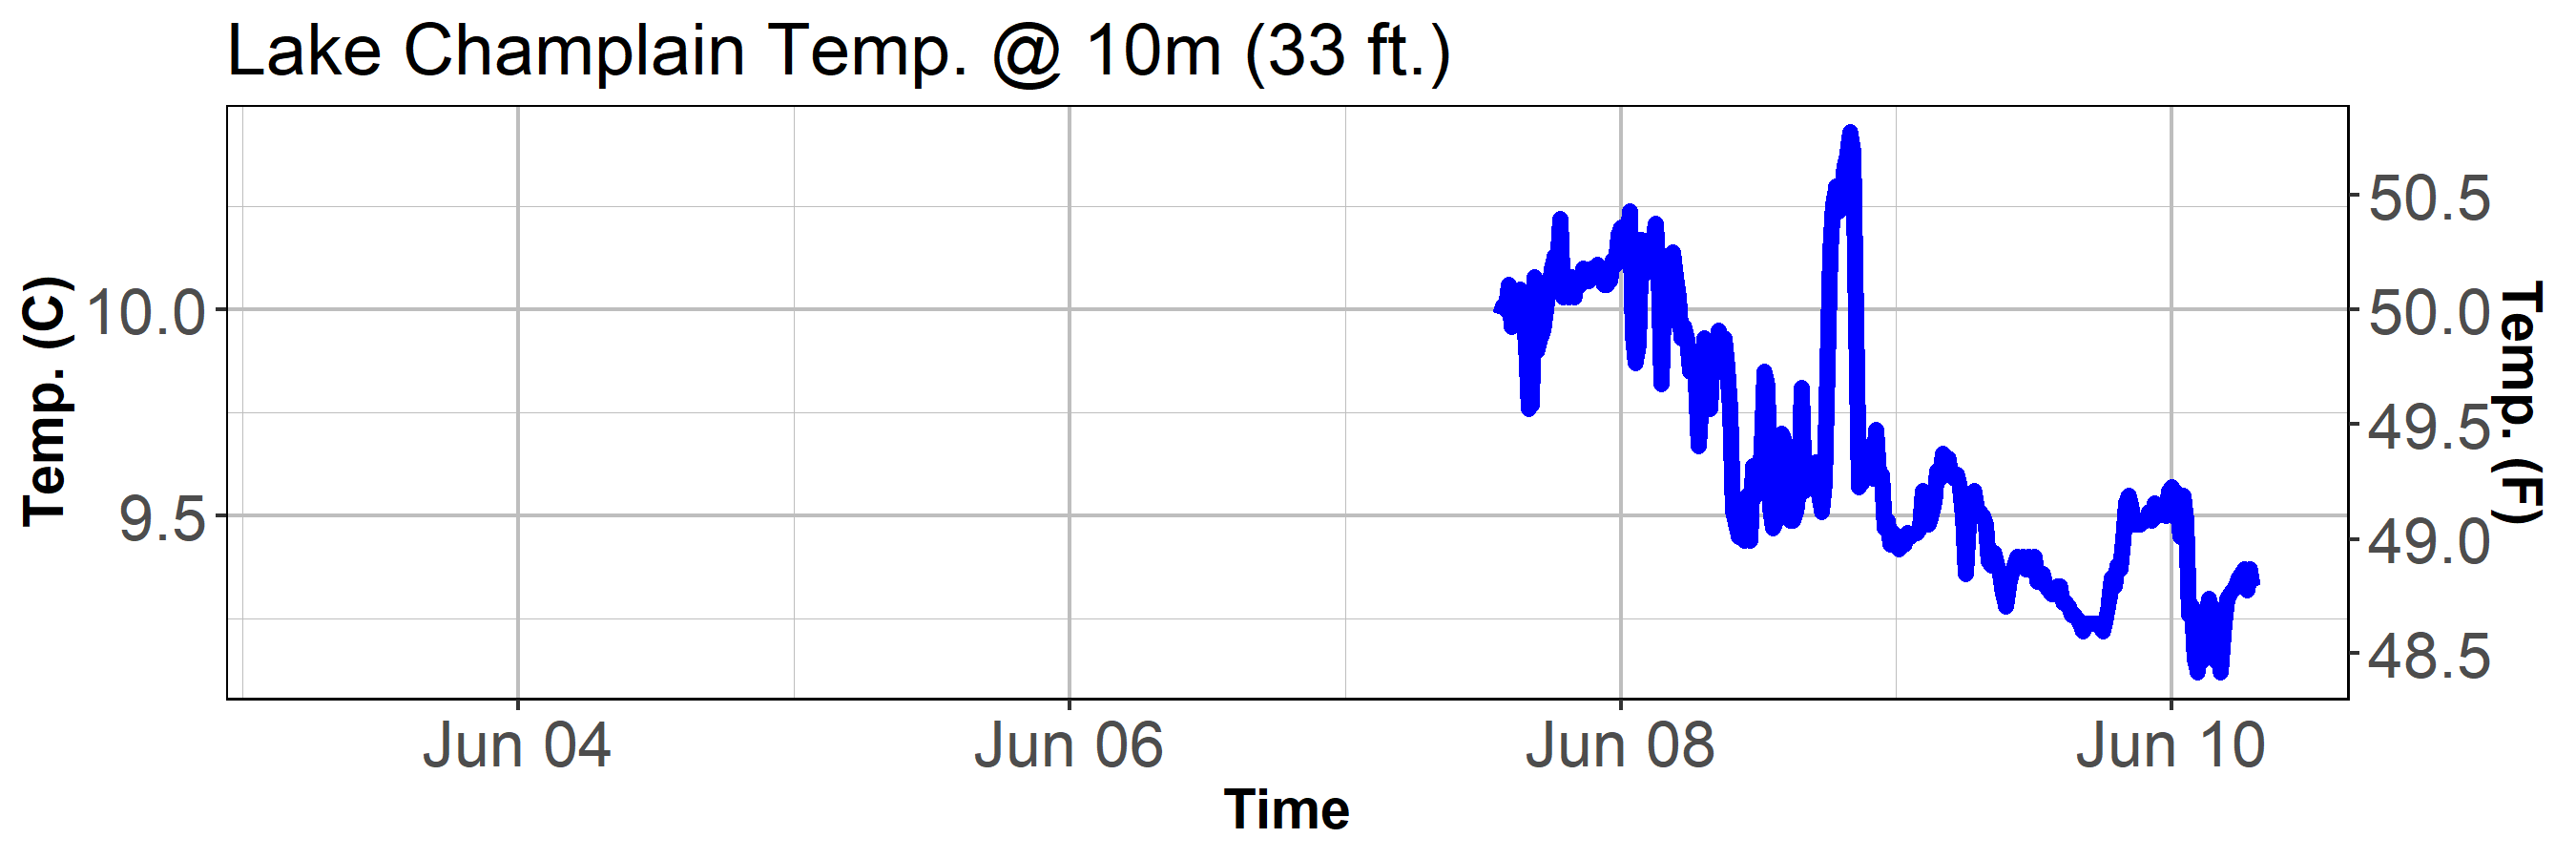 Lake Champlain Temp. @ 10m (33 ft.)
Temp. (C)
10.0
9.5
50.5
50.0
49.5
49.0
48.5
Temp. (F)
Jun 04
Jun 06
Jun 08
Jun 10
Time